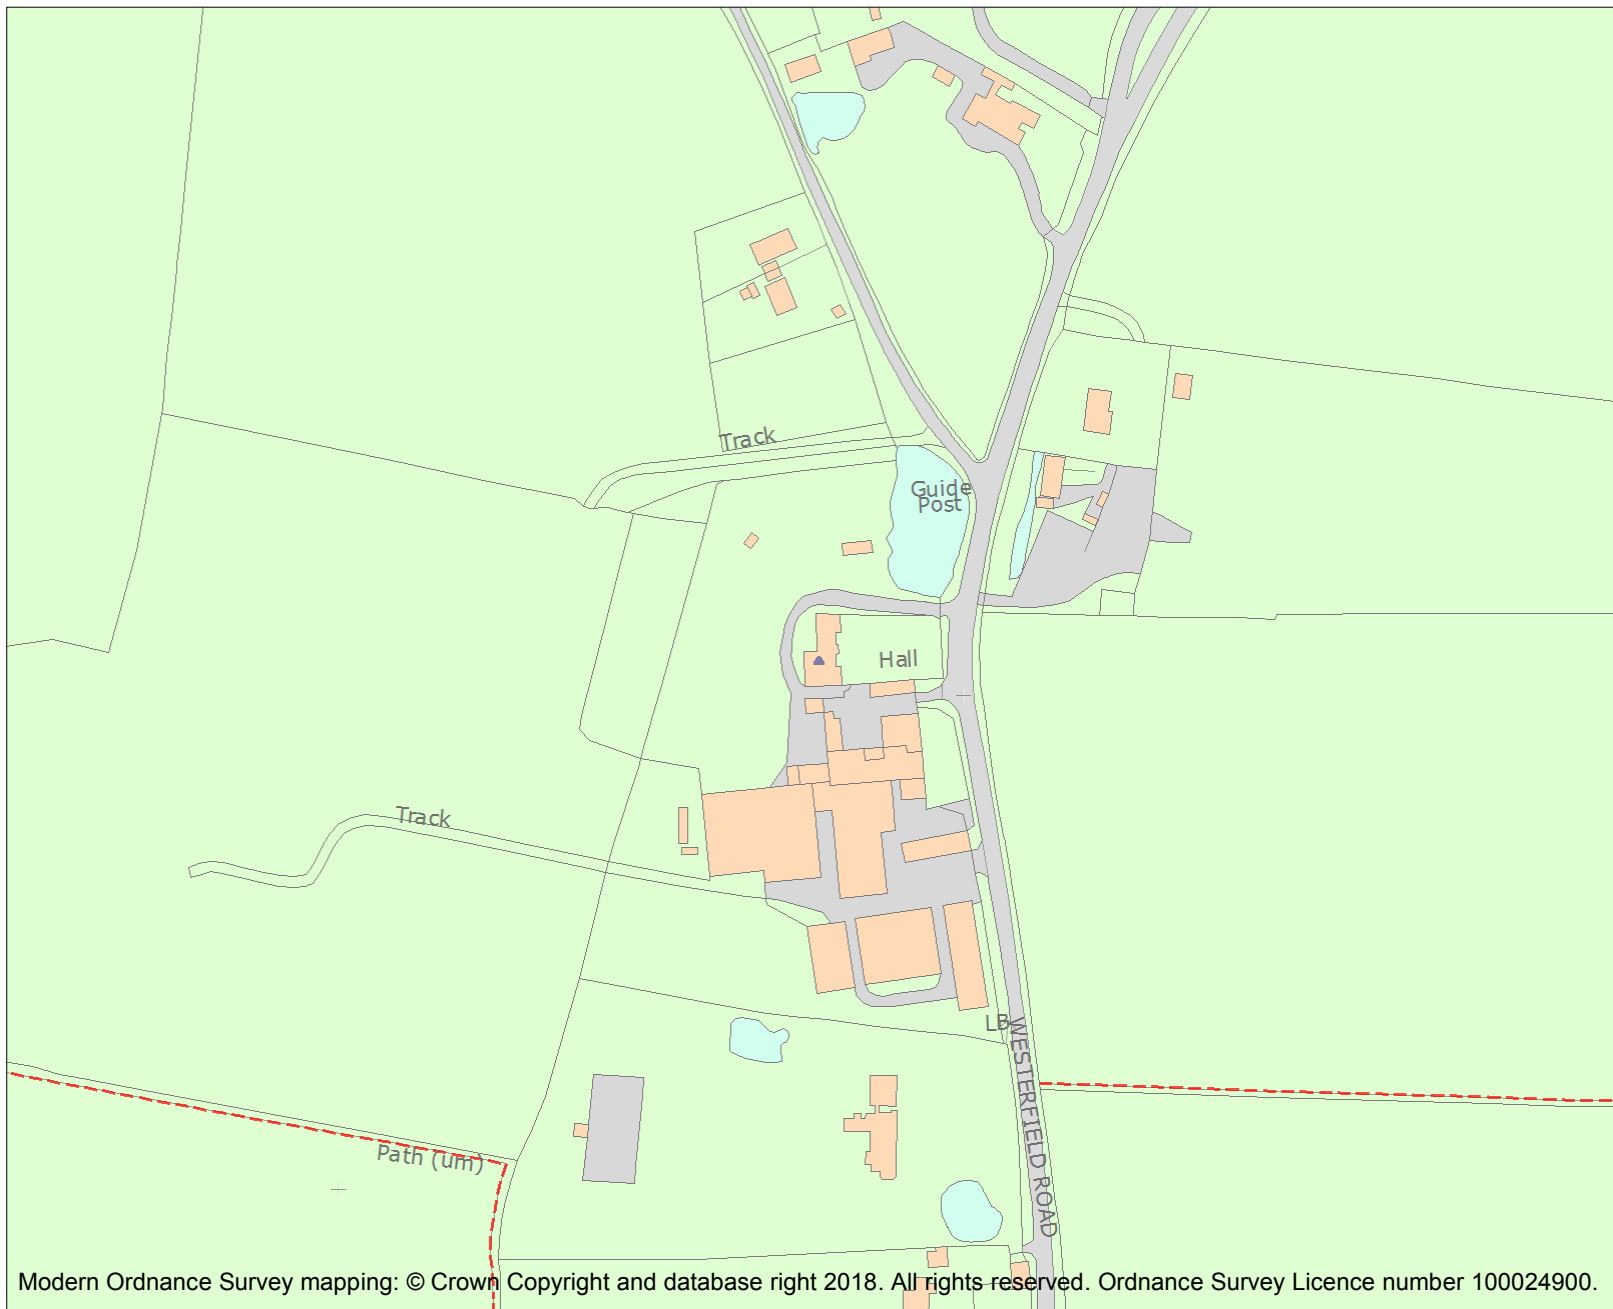 Track
Guide
Post
Hall
Track
LB
WESTERFIELD ROAD
Path (um)
Modern Ordnance Survey mapping: © Crown Copyright and database right 2018. All rights reserved. Ordnance Survey Licence number 100024900.